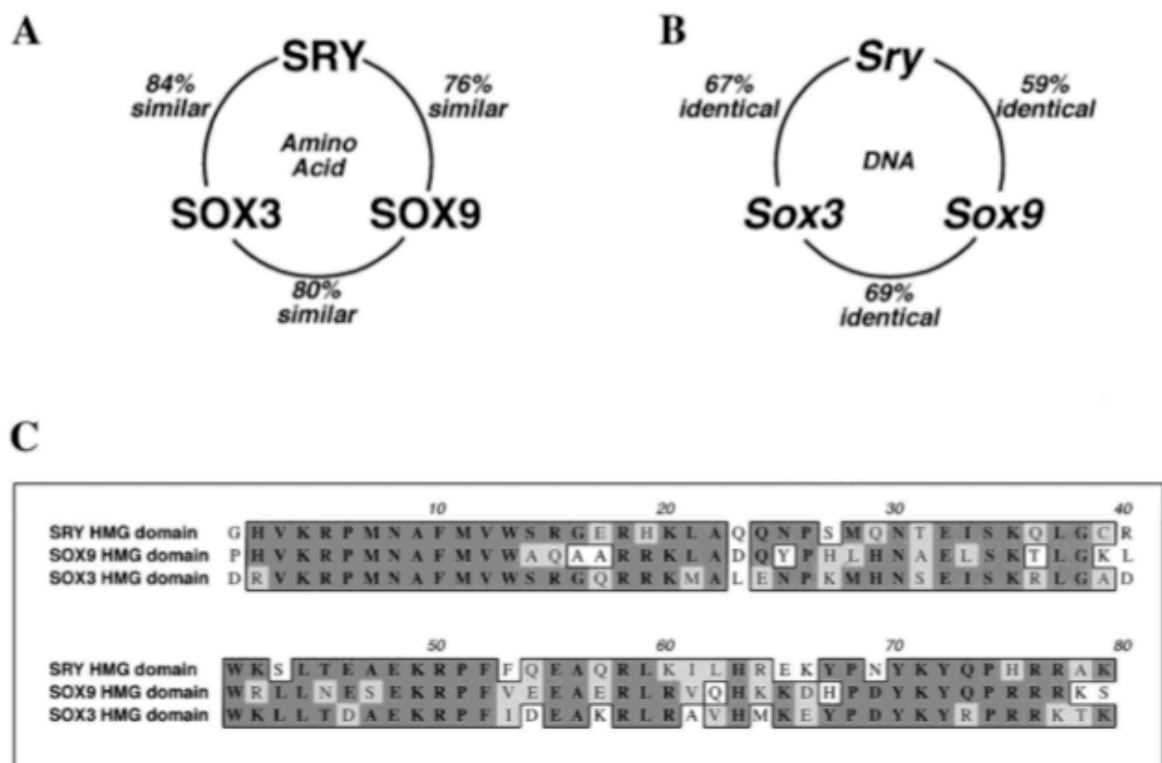 A
SRY
84%
similar
76%
similar
Amino
Acid
SOX3
SOX9
80%
similar
B
Sry
67%
identical
59%
identical
DNA
Sox3
Sox9
69%
identical
C
10 20 30 40
SRY HMG domain G H V K R P M N A F M V W S R G E R H K L A Q Q N P S M Q N T E I S K Q L G C R
SOX9 HMG domain P H V K R P M N A F M V W A Q A A R R K L A D Q Y P H L H N A E L S K T L G K L
SOX3 HMG domain D R V K R P M N A F M V W S R G Q R R K M A L E N P K M H N S E I S K R L G A D
50 60 70 80
SRY HMG domain W K S L T E A E K R P F F Q E A Q R L K I L H R E K Y P N Y K Y Q P H R R A K
SOX9 HMG domain W R L L N E S E K R P F V E E A E R L R V Q H K K D H P D Y K Y Q P R R R K S
SOX3 HMG domain W K L L T D A E K R P F I D E A K R L R A V H M K E Y P D Y K Y R P R R K T K